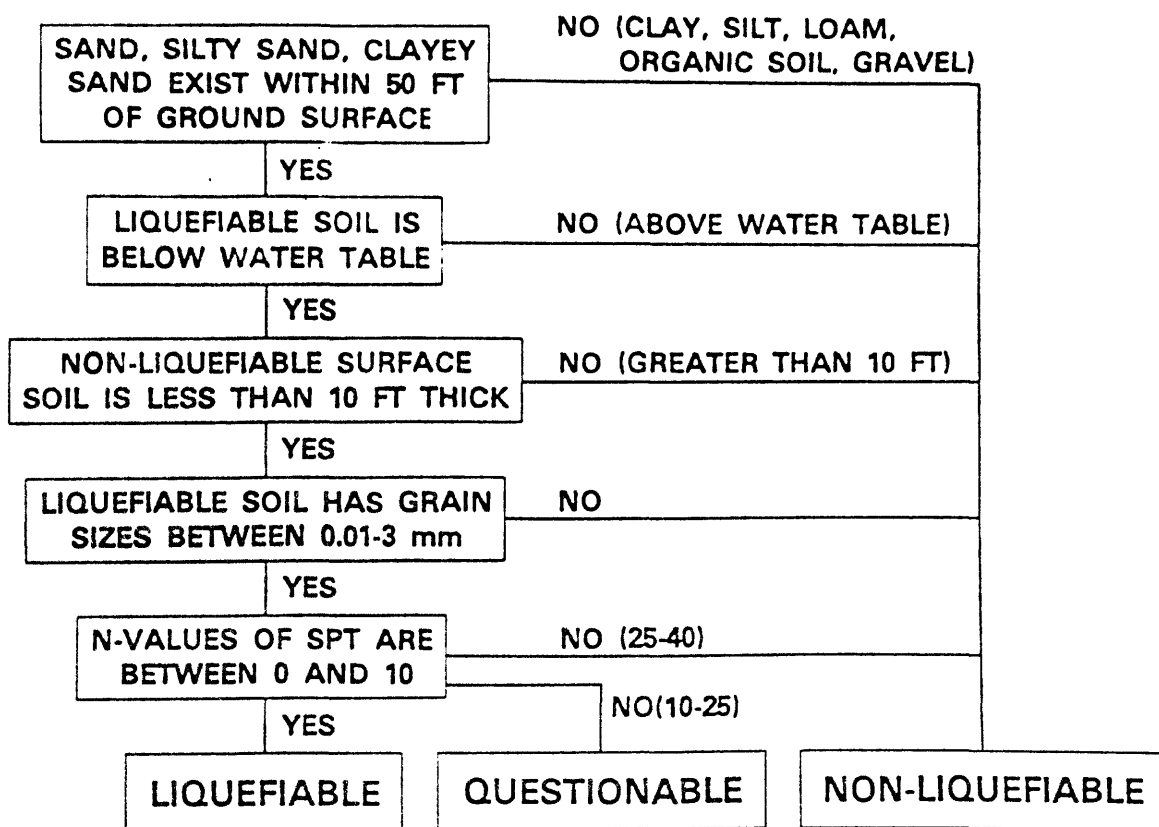 SAND, SILTY SAND, CLAYEY
SAND EXIST WITHIN 50 FT
OF GROUND SURFACE
NO (CLAY, SILT, LOAM,
ORGANIC SOIL, GRAVEL)
YES
LIQUEFIABLE SOIL IS
BELOW WATER TABLE
NO (ABOVE WATER TABLE)
YES
NON-LIQUEFIABLE SURFACE
SOIL IS LESS THAN 10 FT THICK
NO (GREATER THAN 10 FT)
YES
LIQUEFIABLE SOIL HAS GRAIN
SIZES BETWEEN 0.01-3 mm
NO
YES
N-VALUES OF SPT ARE
BETWEEN 0 AND 10
NO (25-40)
NO(10-25)
YES
LIQUEFIABLE
QUESTIONABLE
NON-LIQUEFIABLE